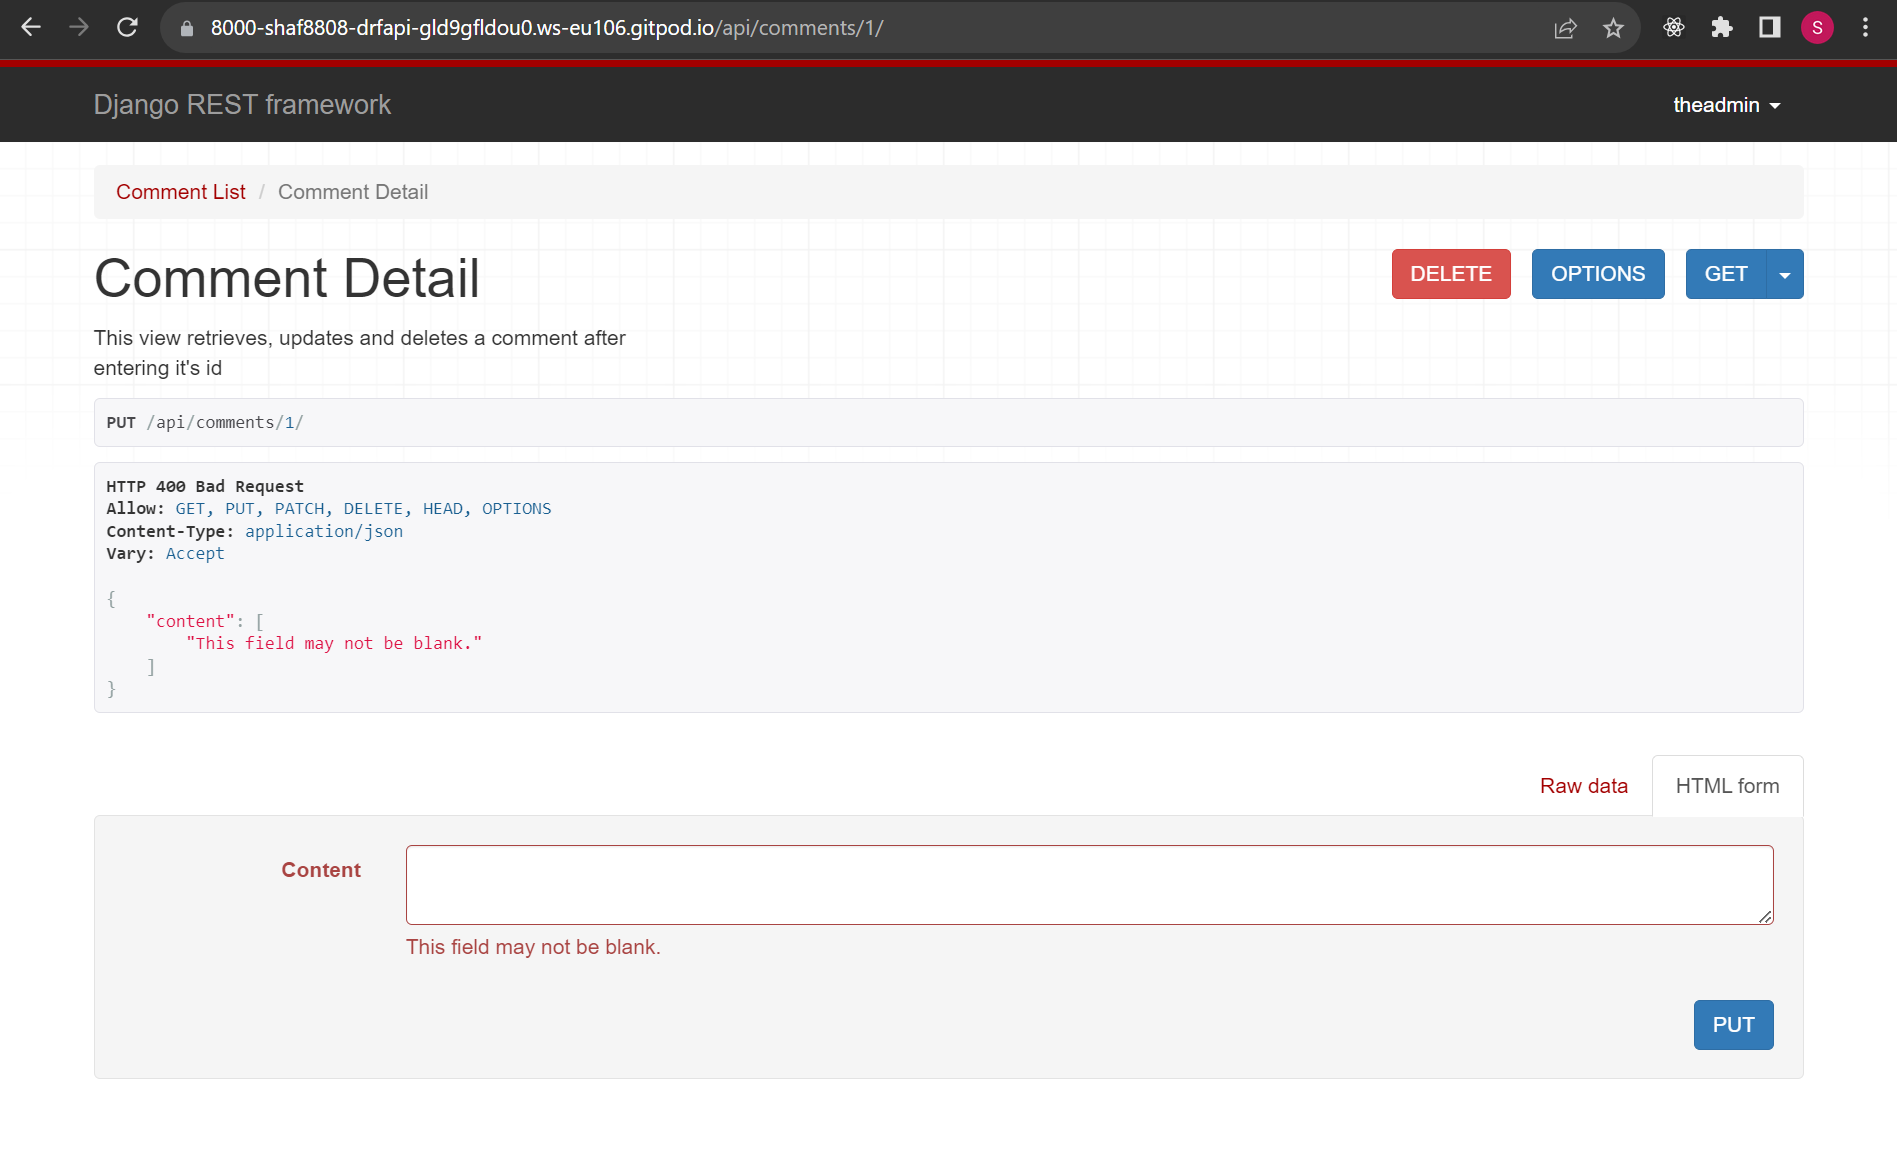 8000-shaf8808-drfapi-gld9gfldou0.ws-eu106.gitpod.io/api/comments/1/
S
Django REST framework
theadmin
Comment List / Comment Detail
Comment Detail
DELETE
OPTIONS
GET
This view retrieves, updates and deletes a comment after
entering it's id
PUT /api/comments/1/
HTTP 400 Bad Request
Allow: GET, PUT, PATCH, DELETE, HEAD, OPTIONS
Content-Type: application/json
Vary: Accept
{
    "content": [
        "This field may not be blank."
    ]
}
Raw data
HTML form
Content
This field may not be blank.
PUT